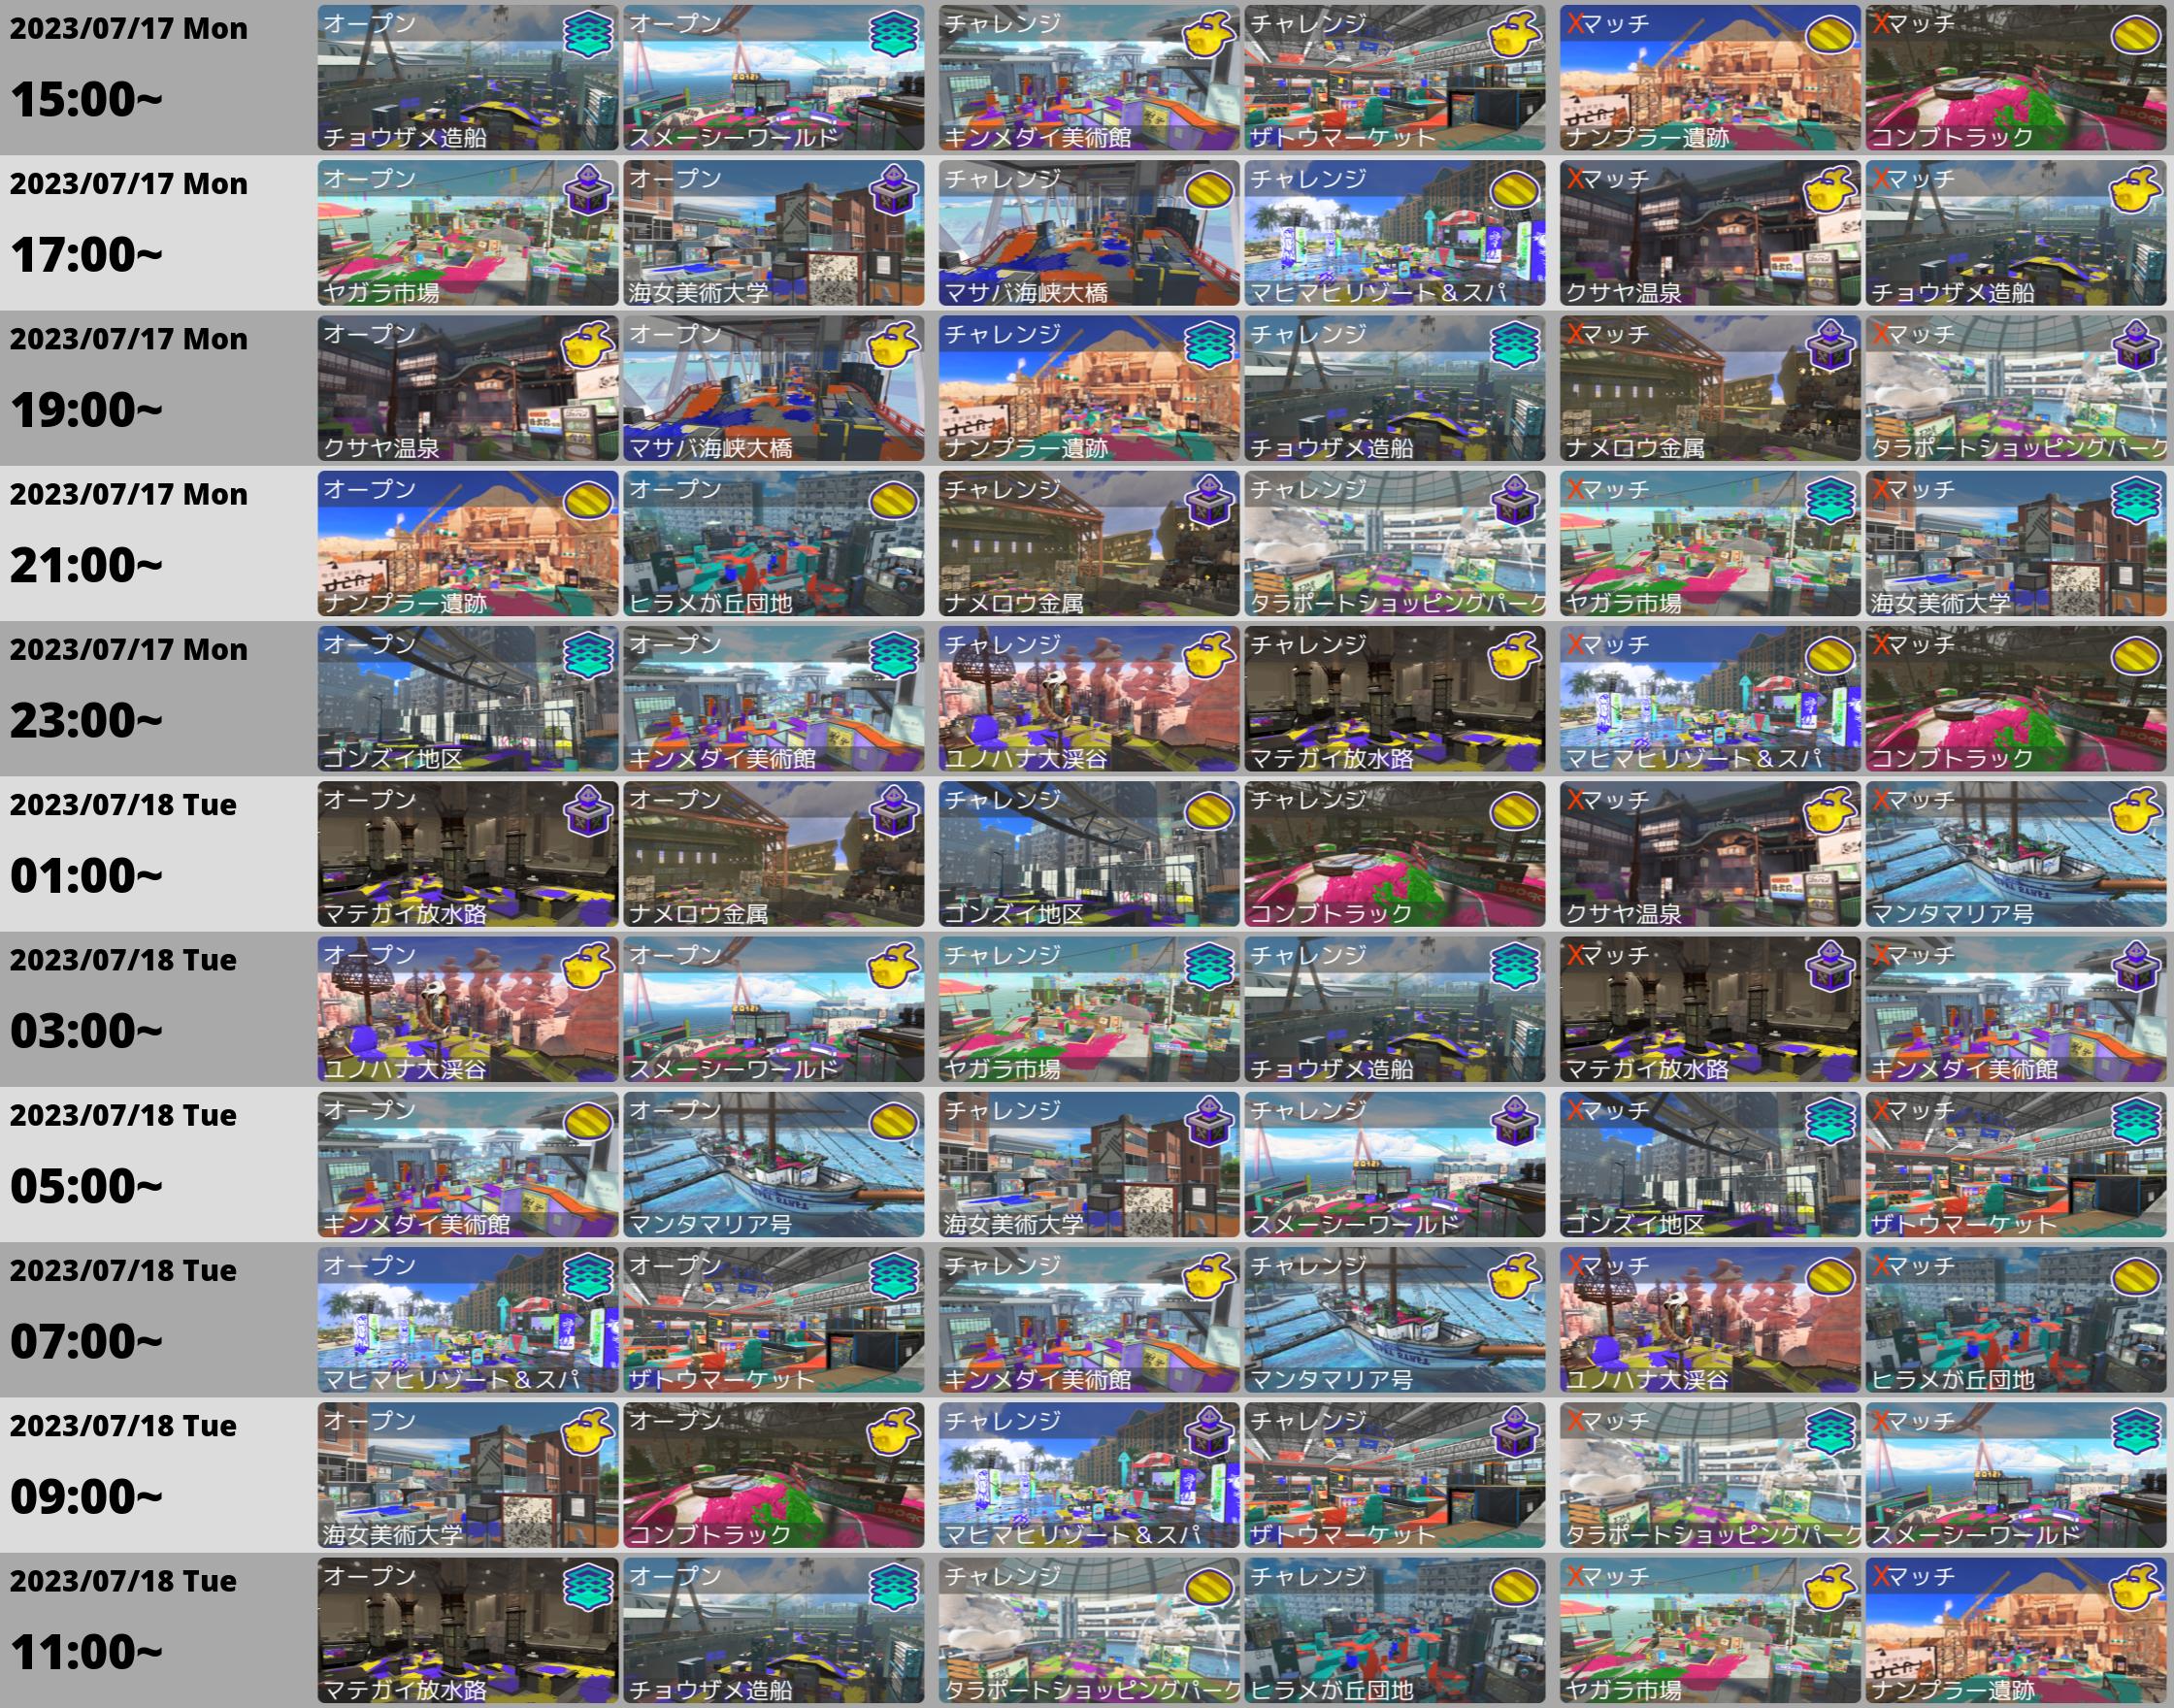 2023/07/17 Mon
15:00~
オープン
チョウザメ造船
オープン
スメーシーワールド
チャレンジ
キンメダイ美術館
チャレンジ
ザトウマーケット
Xマッチ
ナンプラー遺跡
Xマッチ
コンブトラック
2023/07/17 Mon
17:00~
オープン
ヤガラ市場
オープン
海女美術大学
チャレンジ
マサバ海峡大橋
チャレンジ
マヒマヒリゾート＆スパ
Xマッチ
クサヤ温泉
Xマッチ
チョウザメ造船
2023/07/17 Mon
19:00~
オープン
クサヤ温泉
オープン
マサバ海峡大橋
チャレンジ
ナンプラー遺跡
チャレンジ
チョウザメ造船
Xマッチ
ナメロウ金属
Xマッチ
タラポートショッピングパーク
2023/07/17 Mon
21:00~
オープン
ナンプラー遺跡
オープン
ヒラメが丘団地
チャレンジ
ナメロウ金属
チャレンジ
タラポートショッピングパーク
Xマッチ
ヤガラ市場
Xマッチ
海女美術大学
2023/07/17 Mon
23:00~
オープン
ゴンズイ地区
オープン
キンメダイ美術館
チャレンジ
ユノハナ大渓谷
チャレンジ
マテガイ放水路
Xマッチ
マヒマヒリゾート＆スパ
Xマッチ
コンブトラック
2023/07/18 Tue
01:00~
オープン
マテガイ放水路
オープン
ナメロウ金属
チャレンジ
ゴンズイ地区
チャレンジ
コンブトラック
Xマッチ
クサヤ温泉
Xマッチ
マンタマリア号
2023/07/18 Tue
03:00~
オープン
ユノハナ大渓谷
オープン
スメーシーワールド
チャレンジ
ヤガラ市場
チャレンジ
チョウザメ造船
Xマッチ
マテガイ放水路
Xマッチ
キンメダイ美術館
2023/07/18 Tue
05:00~
オープン
キンメダイ美術館
オープン
マンタマリア号
チャレンジ
海女美術大学
チャレンジ
スメーシーワールド
Xマッチ
ゴンズイ地区
Xマッチ
ザトウマーケット
2023/07/18 Tue
07:00~
オープン
マヒマヒリゾート＆スパ
オープン
ザトウマーケット
チャレンジ
キンメダイ美術館
チャレンジ
マンタマリア号
Xマッチ
ユノハナ大渓谷
Xマッチ
ヒラメが丘団地
2023/07/18 Tue
09:00~
オープン
海女美術大学
オープン
コンブトラック
チャレンジ
マヒマヒリゾート＆スパ
チャレンジ
ザトウマーケット
Xマッチ
タラポートショッピングパーク
Xマッチ
スメーシーワールド
2023/07/18 Tue
11:00~
オープン
マテガイ放水路
オープン
チョウザメ造船
チャレンジ
タラポートショッピングパーク
チャレンジ
ヒラメが丘団地
Xマッチ
ヤガラ市場
Xマッチ
ナンプラー遺跡